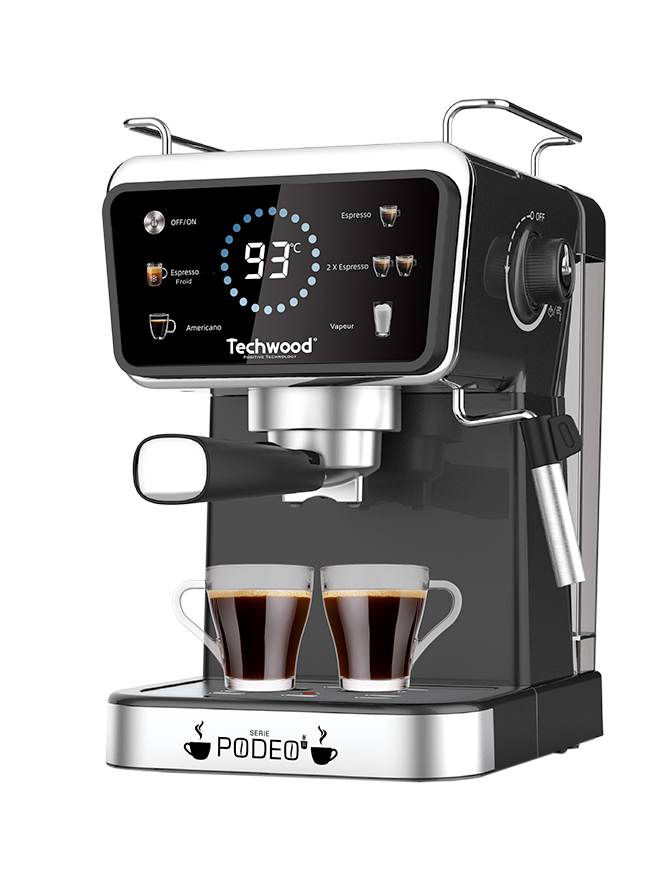 OFF/ON
Espresso
Froid
Americano
93°C
Espresso
2 X Espresso
Vapeur
Techwood®
POSITIVE TECHNOLOGY
OFF
SERIE
PODEO